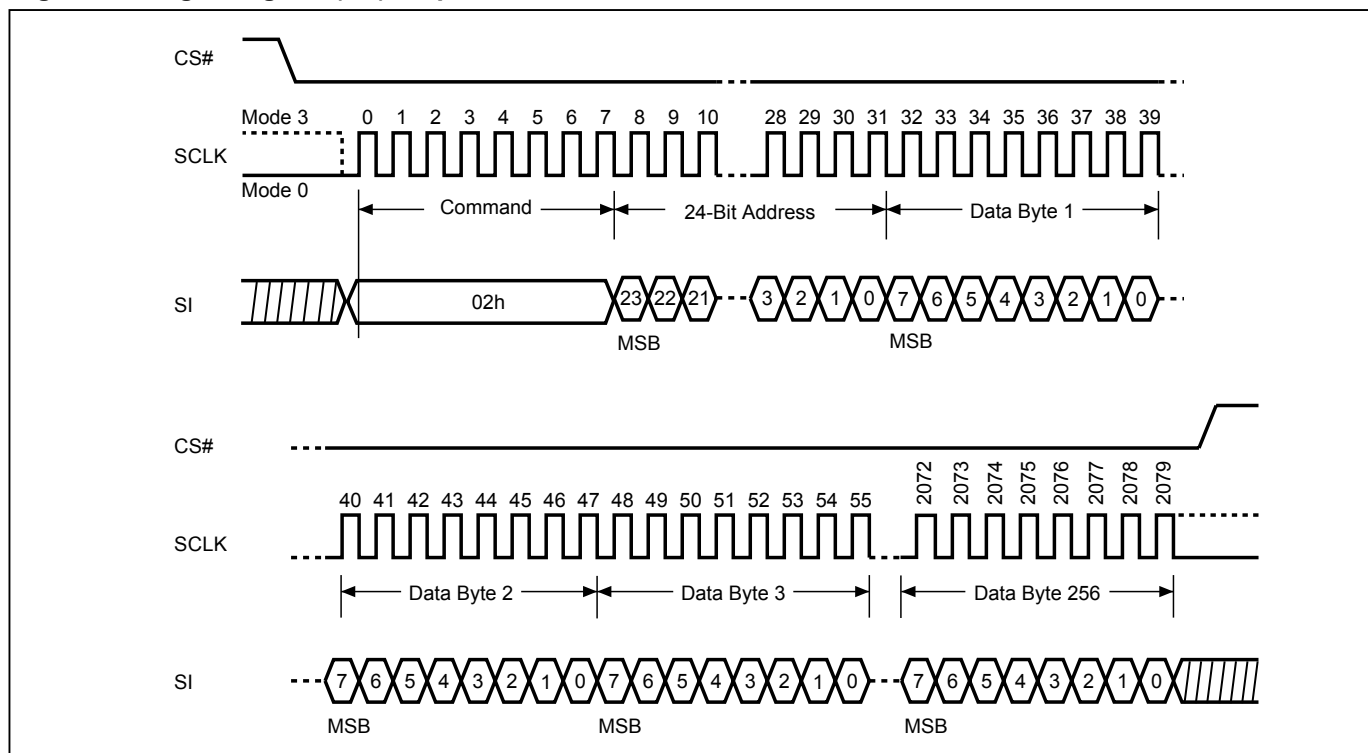 CS#
Mode 3
0 1 2 3 4 5 6 7 8 9 10 28 29 30 31 32 33 34 35 36 37 38 39
SCLK
Mode 0
Command 24-Bit Address Data Byte 1
SI
02h 23 22 21 3 2 1 0 7 6 5 4 3 2 1 0
MSB MSB
CS#
40 41 42 43 44 45 46 47 48 49 50 51 52 53 54 55 2072 2073 2074 2075 2076 2077 2078 2079
SCLK
Data Byte 2 Data Byte 3 Data Byte 256
SI
7 6 5 4 3 2 1 0 7 6 5 4 3 2 1 0 7 6 5 4 3 2 1 0
MSB MSB MSB